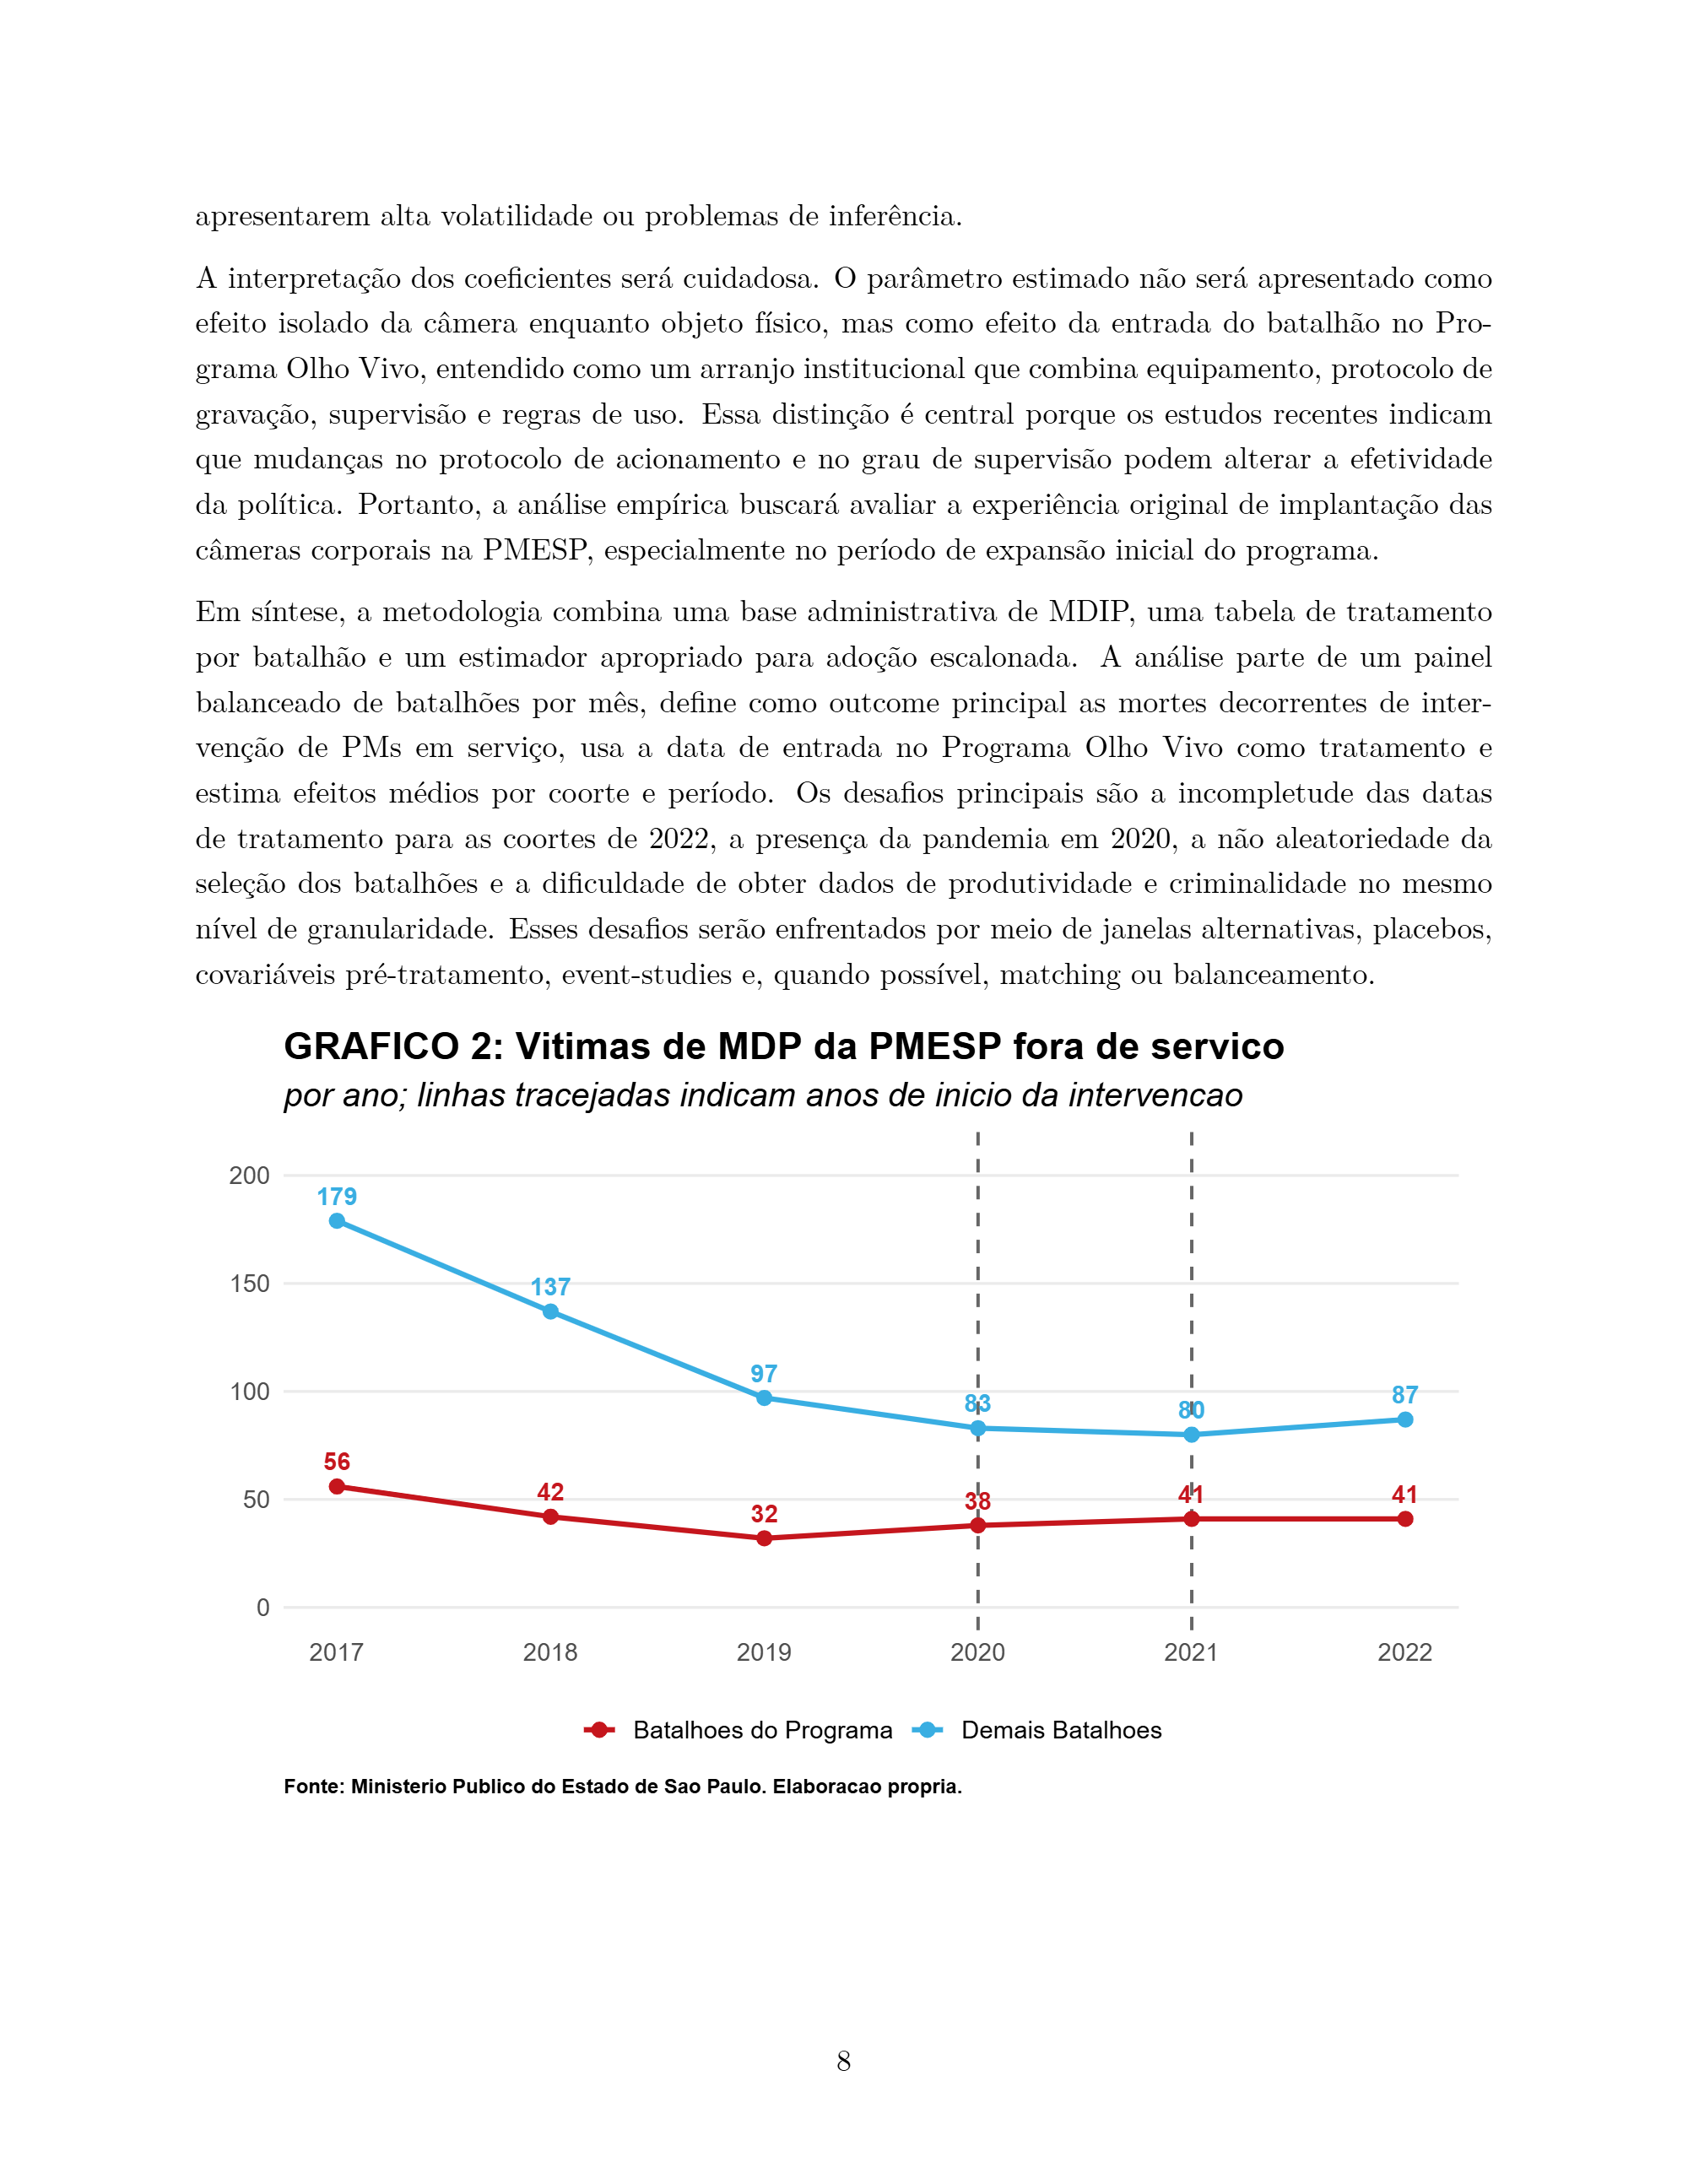 apresentarem alta volatilidade ou problemas de inferência.
A interpretação dos coeficientes será cuidadosa. O parâmetro estimado não será apresentado como
efeito isolado da câmera enquanto objeto físico, mas como efeito da entrada do batalhão no Pro-
grama Olho Vivo, entendido como um arranjo institucional que combina equipamento, protocolo de
gravação, supervisão e regras de uso. Essa distinção é central porque os estudos recentes indicam
que mudanças no protocolo de acionamento e no grau de supervisão podem alterar a efetividade
da política. Portanto, a análise empírica buscará avaliar a experiência original de implantação das
câmeras corporais na PMESP, especialmente no período de expansão inicial do programa.
Em síntese, a metodologia combina uma base administrativa de MDIP, uma tabela de tratamento
por batalhão e um estimador apropriado para adoção escalonada. A análise parte de um painel
balanceado de batalhões por mês, define como outcome principal as mortes decorrentes de inter-
venção de PMs em serviço, usa a data de entrada no Programa Olho Vivo como tratamento e
estima efeitos médios por coorte e período. Os desafios principais são a incompletude das datas
de tratamento para as coortes de 2022, a presença da pandemia em 2020, a não aleatoriedade da
seleção dos batalhões e a dificuldade de obter dados de produtividade e criminalidade no mesmo
nível de granularidade. Esses desafios serão enfrentados por meio de janelas alternativas, placebos,
covariáveis pré-tratamento, event-studies e, quando possível, matching ou balanceamento.
GRAFICO 2: Vitimas de MDP da PMESP fora de servico
por ano; linhas tracejadas indicam anos de inicio da intervencao
200
179
150
137
97
100
83
80
87
56
42
32
50
38
41
41
0
2017 2018 2019 2020 2021 2022
Batalhoes do Programa Demais Batalhoes
Fonte: Ministerio Publico do Estado de Sao Paulo. Elaboracao propria.
8